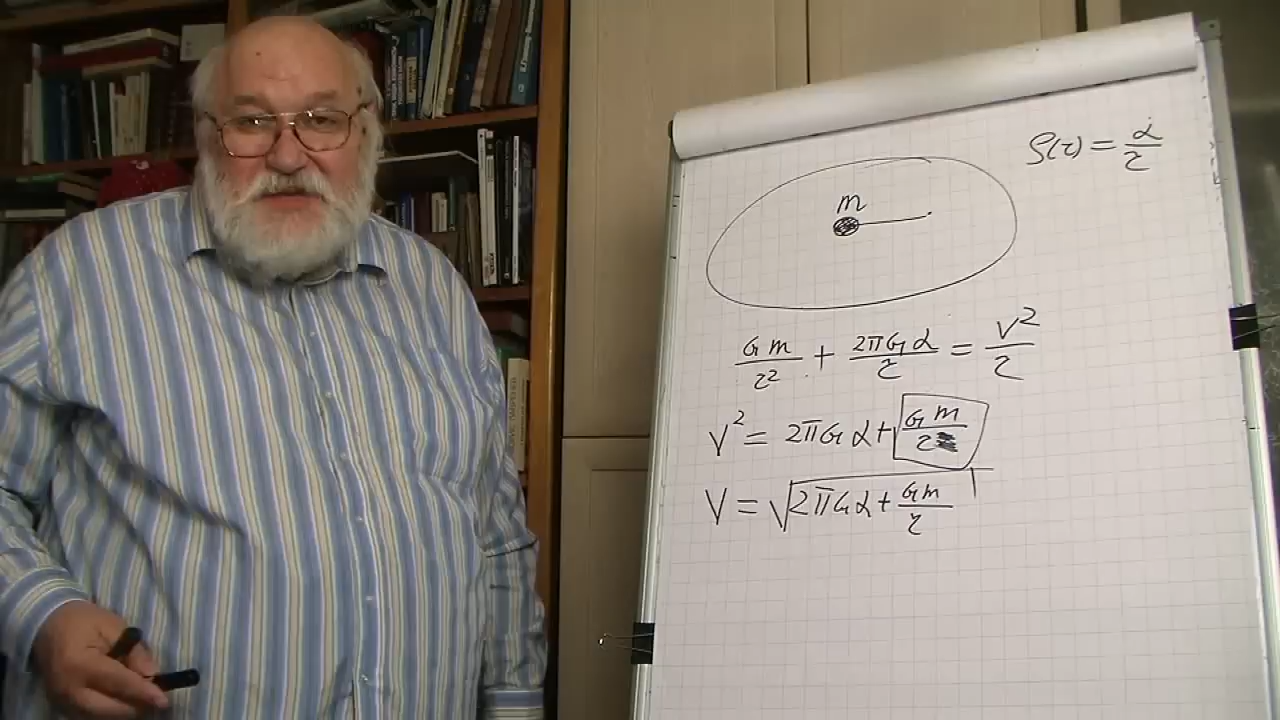 ρ(r) = α/r
m
Gm/r² + 2πGα/r = V²/r
V² = 2πGα + Gm/r
V = √(2πGα + Gm/r)